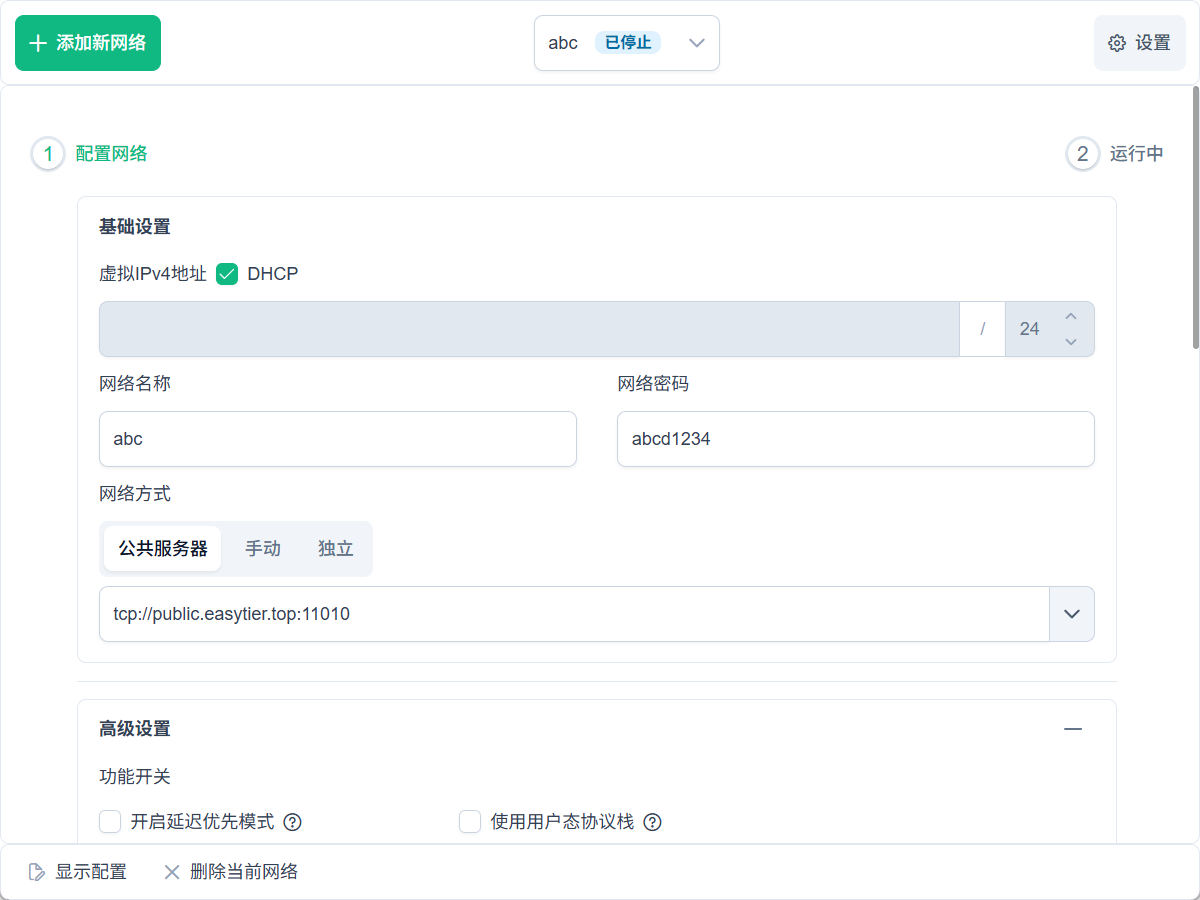 添加新网络
abc 已停止
设置
1 配置网络
2 运行中
基础设置
虚拟IPv4地址 DHCP
/ 24
网络名称 网络密码
abc abcd1234
网络方式
公共服务器 手动 独立
tcp://public.easytier.top:11010
高级设置
功能开关
开启延迟优先模式 使用用户态协议栈
显示配置 删除当前网络